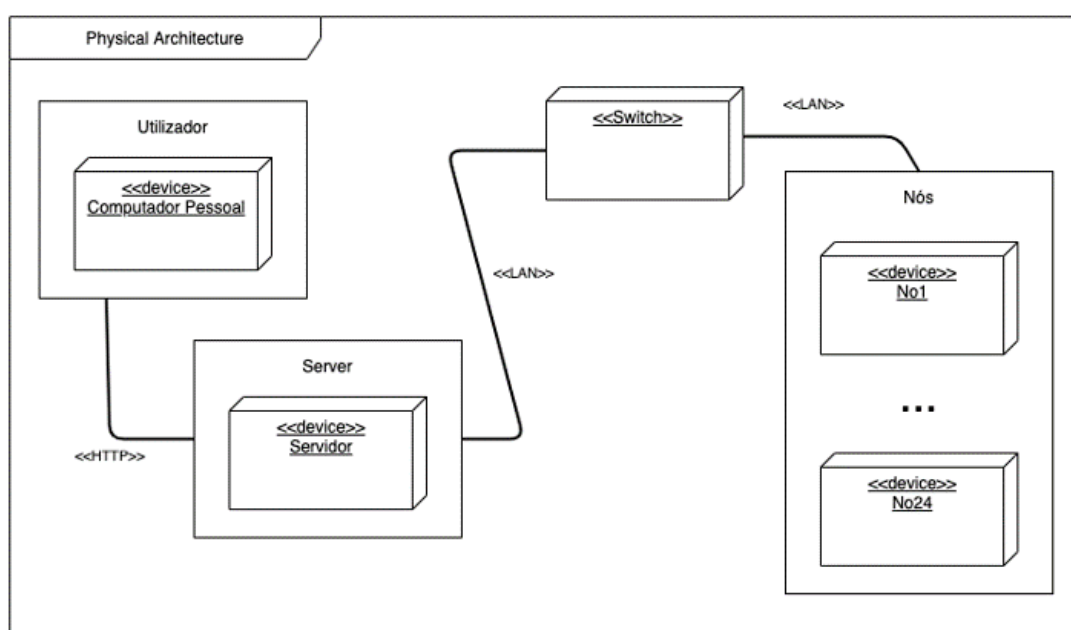 Physical Architecture
Utilizador
<<device>>
Computador Pessoal
<<HTTP>>
Server
<<device>>
Servidor
<<LAN>>
<<Switch>>
<<LAN>>
Nós
<<device>>
No1
...
<<device>>
No24